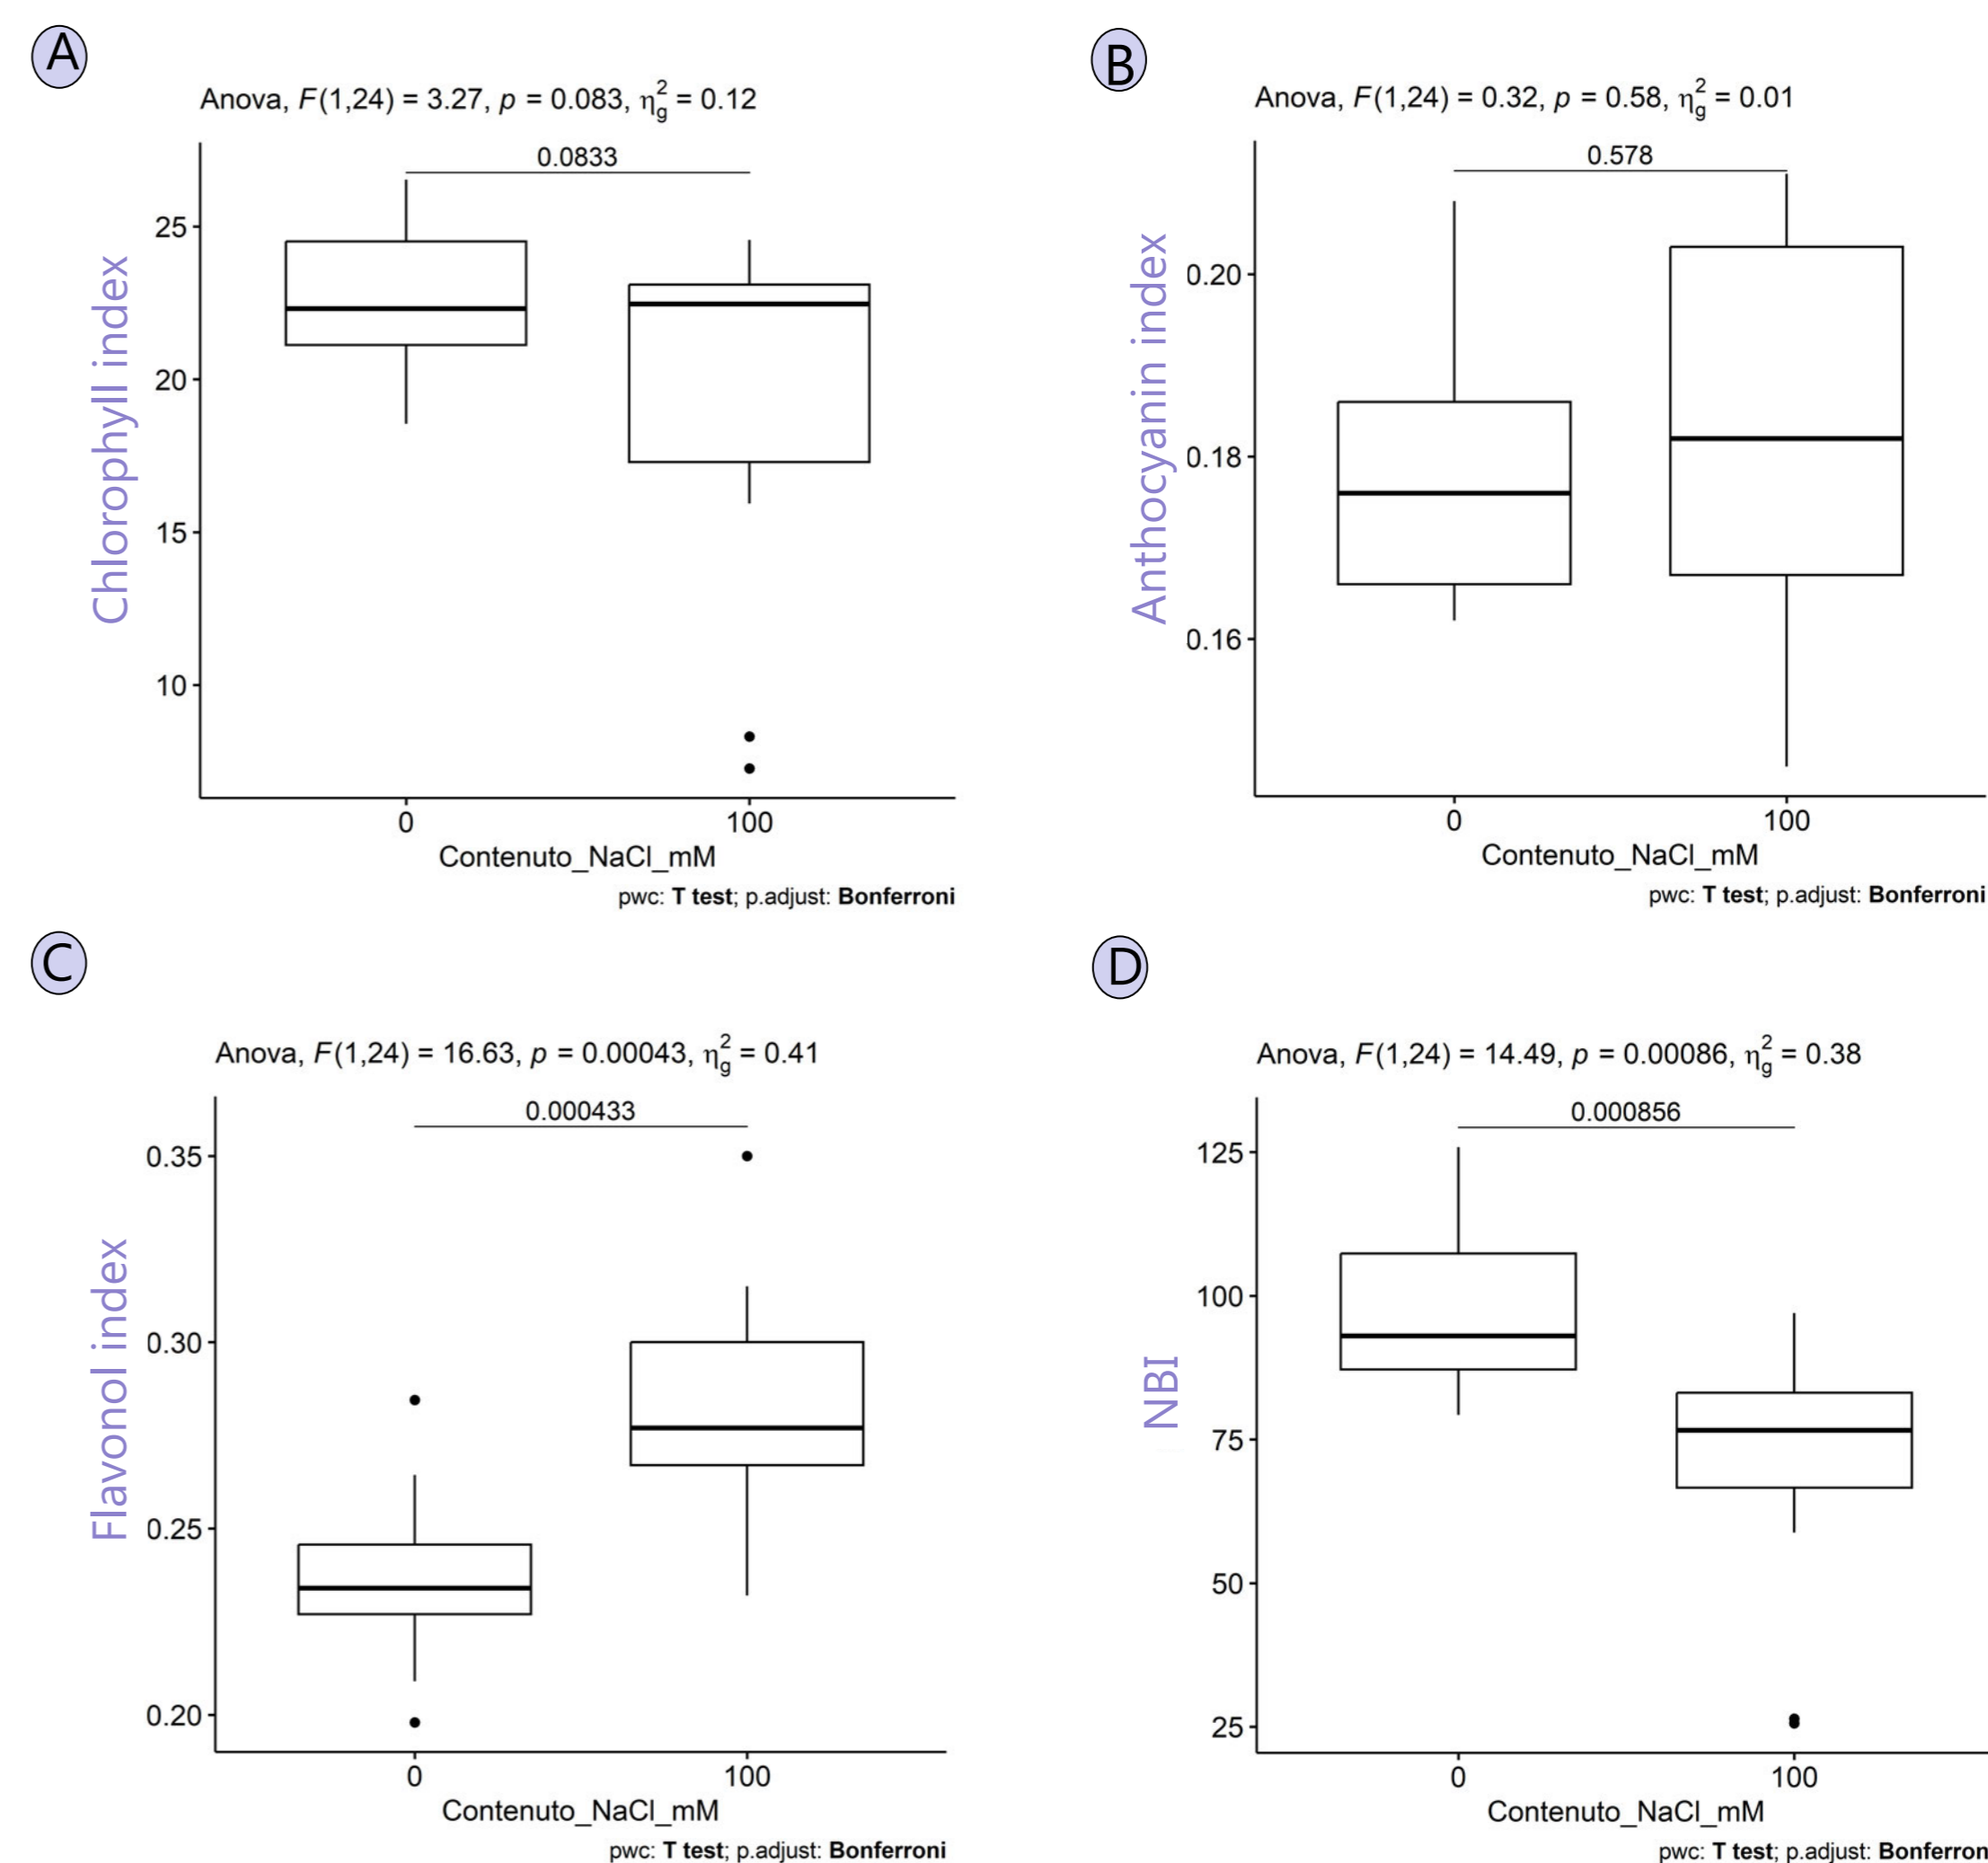 A
Anova, F(1,24) = 3.27, p = 0.083, η²g = 0.12
0.0833
25
20
15
10
Chlorophyll index
0 100
Contenuto_NaCl_mM
pwc: T test; p.adjust: Bonferroni
B
Anova, F(1,24) = 0.32, p = 0.58, η²g = 0.01
0.578
0.20
0.18
0.16
Anthocyanin index
0 100
Contenuto_NaCl_mM
pwc: T test; p.adjust: Bonferroni
C
Anova, F(1,24) = 16.63, p = 0.00043, η²g = 0.41
0.000433
0.35
0.30
0.25
0.20
Flavonol index
0 100
Contenuto_NaCl_mM
pwc: T test; p.adjust: Bonferroni
D
Anova, F(1,24) = 14.49, p = 0.00086, η²g = 0.38
0.000856
125
100
75
50
25
NBI
0 100
Contenuto_NaCl_mM
pwc: T test; p.adjust: Bonferron